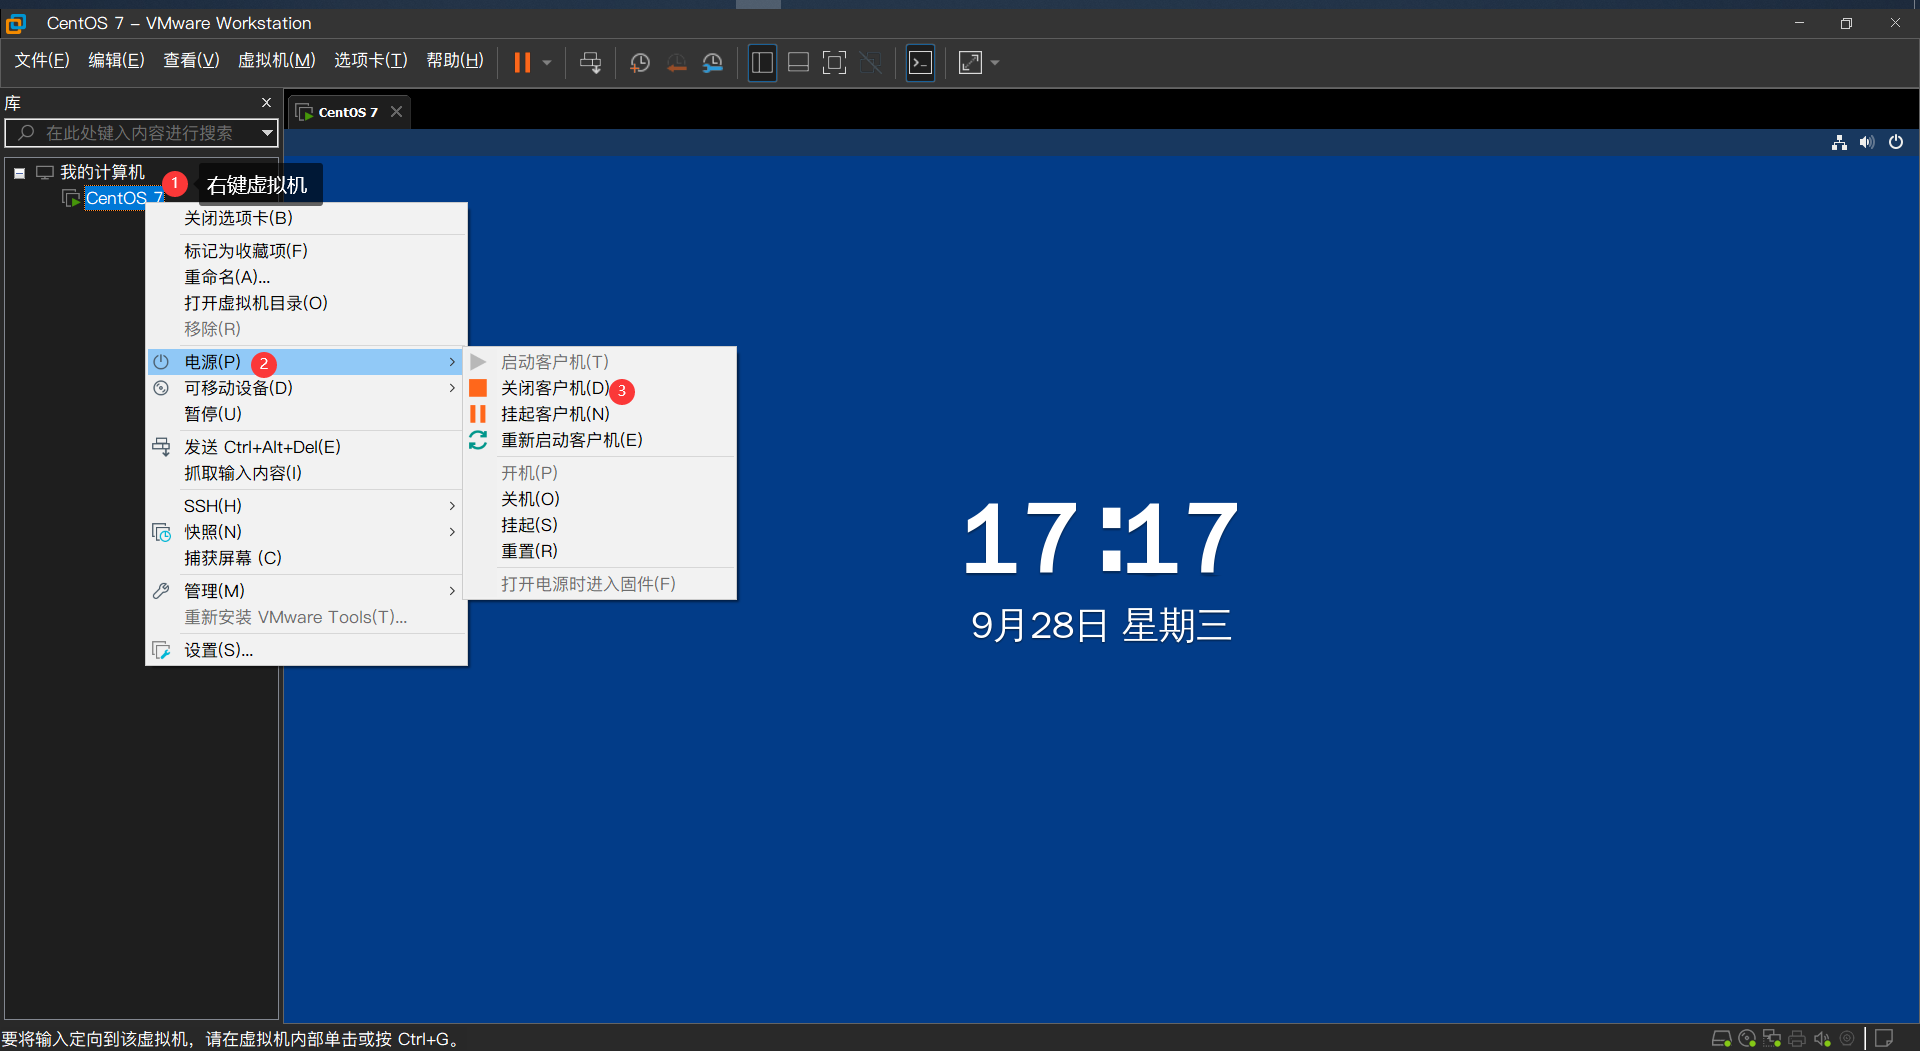 CentOS 7 – VMware Workstation
文件(F) 编辑(E) 查看(V) 虚拟机(M) 选项卡(T) 帮助(H)
库
在此处键入内容进行搜索
CentOS 7
我的计算机
CentOS 7
1
右键虚拟机
关闭选项卡(B)
标记为收藏项(F)
重命名(A)...
打开虚拟机目录(O)
移除(R)
电源(P)
2
可移动设备(D)
暂停(U)
发送 Ctrl+Alt+Del(E)
抓取输入内容(I)
SSH(H)
快照(N)
捕获屏幕 (C)
管理(M)
重新安装 VMware Tools(T)...
设置(S)...
启动客户机(T)
关闭客户机(D)
3
挂起客户机(N)
重新启动客户机(E)
开机(P)
关机(O)
挂起(S)
重置(R)
打开电源时进入固件(F)
17:17
9月28日 星期三
要将输入定向到该虚拟机，请在虚拟机内部单击或按 Ctrl+G。